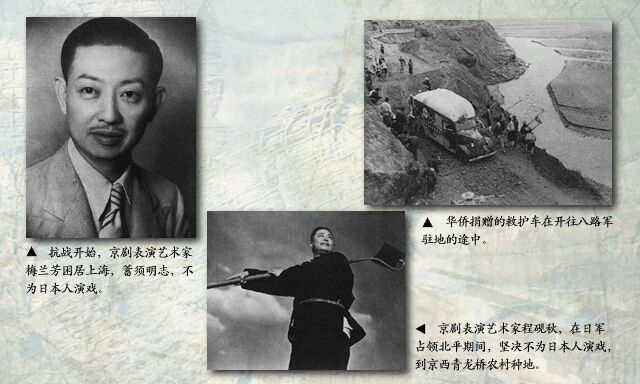 ▲ 抗战开始，京剧表演艺术家
梅兰芳困居上海，蓄须明志，不
为日本人演戏。
▲ 华侨捐赠的救护车在开往八路军
驻地的途中。
◀ 京剧表演艺术家程砚秋，在日军
占领北平期间，坚决不为日本人演戏，
到京西青龙桥农村种地。